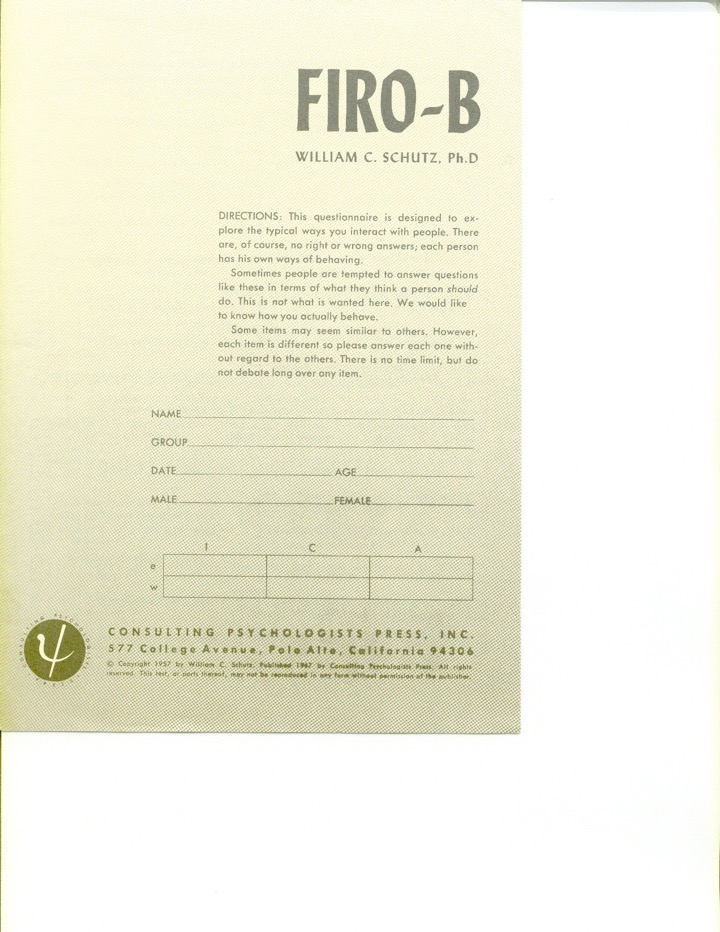 FIRO-B
WILLIAM C. SCHUTZ, Ph.D
DIRECTIONS: This questionnaire is designed to ex-
plore the typical ways you interact with people. There
are, of course, no right or wrong answers; each person
has his own ways of behaving.
Sometimes people are tempted to answer questions
like these in terms of what they think a person should
do. This is not what is wanted here. We would like
to know how you actually behave.
Some items may seem similar to others. However,
each item is different so please answer each one with-
out regard to the others. There is no time limit, but do
not debate long over any item.
NAME
GROUP
DATE AGE
MALE FEMALE
I C A
e
w
CONSULTING PSYCHOLOGISTS PRESS, INC.
577 College Avenue, Palo Alto, California 94306
© Copyright 1957 by William C. Schutz. Published 1967 by Consulting Psychologists Press. All rights
reserved. This test, or parts thereof, may not be reproduced in any form without permission of the publisher.
CONSULTING PSYCHOLOGISTS PRESS
ψ